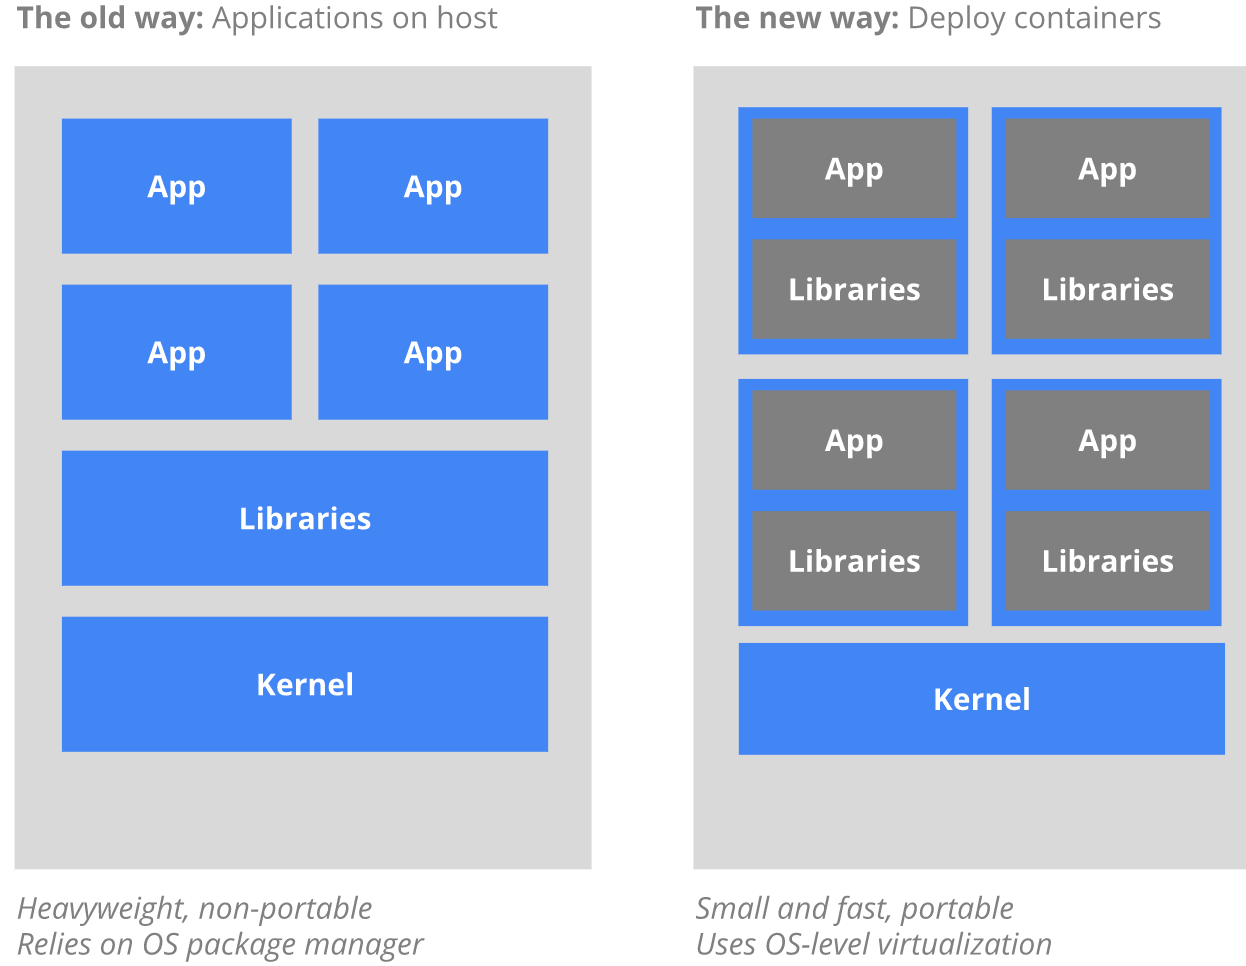 The old way: Applications on host
App App
App App
Libraries
Kernel
Heavyweight, non-portable
Relies on OS package manager
The new way: Deploy containers
App App
Libraries Libraries
App App
Libraries Libraries
Kernel
Small and fast, portable
Uses OS-level virtualization